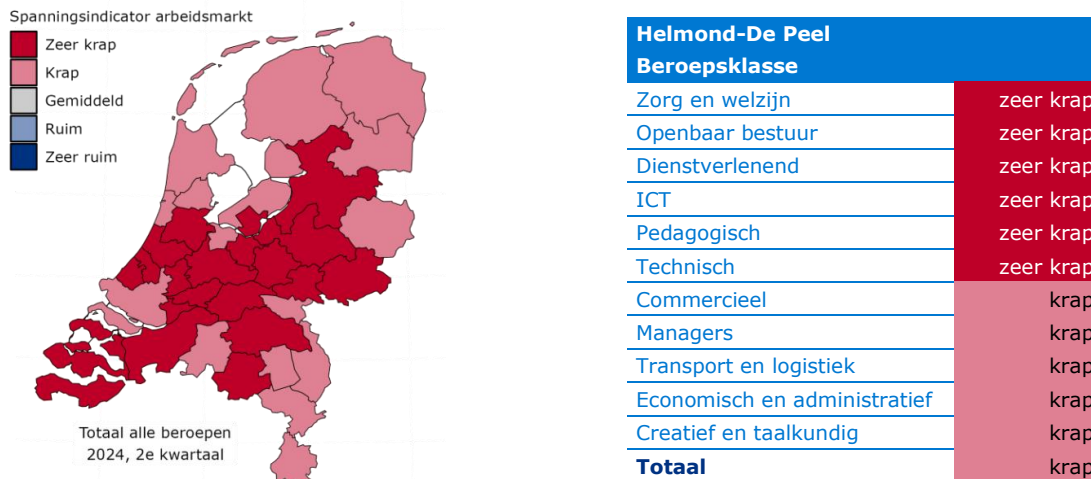 Spanningsindicator arbeidsmarkt
Zeer krap
Krap
Gemiddeld
Ruim
Zeer ruim
Totaal alle beroepen
2024, 2e kwartaal
Helmond-De Peel
Beroepsklasse
Zorg en welzijn zeer krap
Openbaar bestuur zeer krap
Dienstverlenend zeer krap
ICT zeer krap
Pedagogisch zeer krap
Technisch zeer krap
Commercieel krap
Managers krap
Transport en logistiek krap
Economisch en administratief krap
Creatief en taalkundig krap
Totaal krap